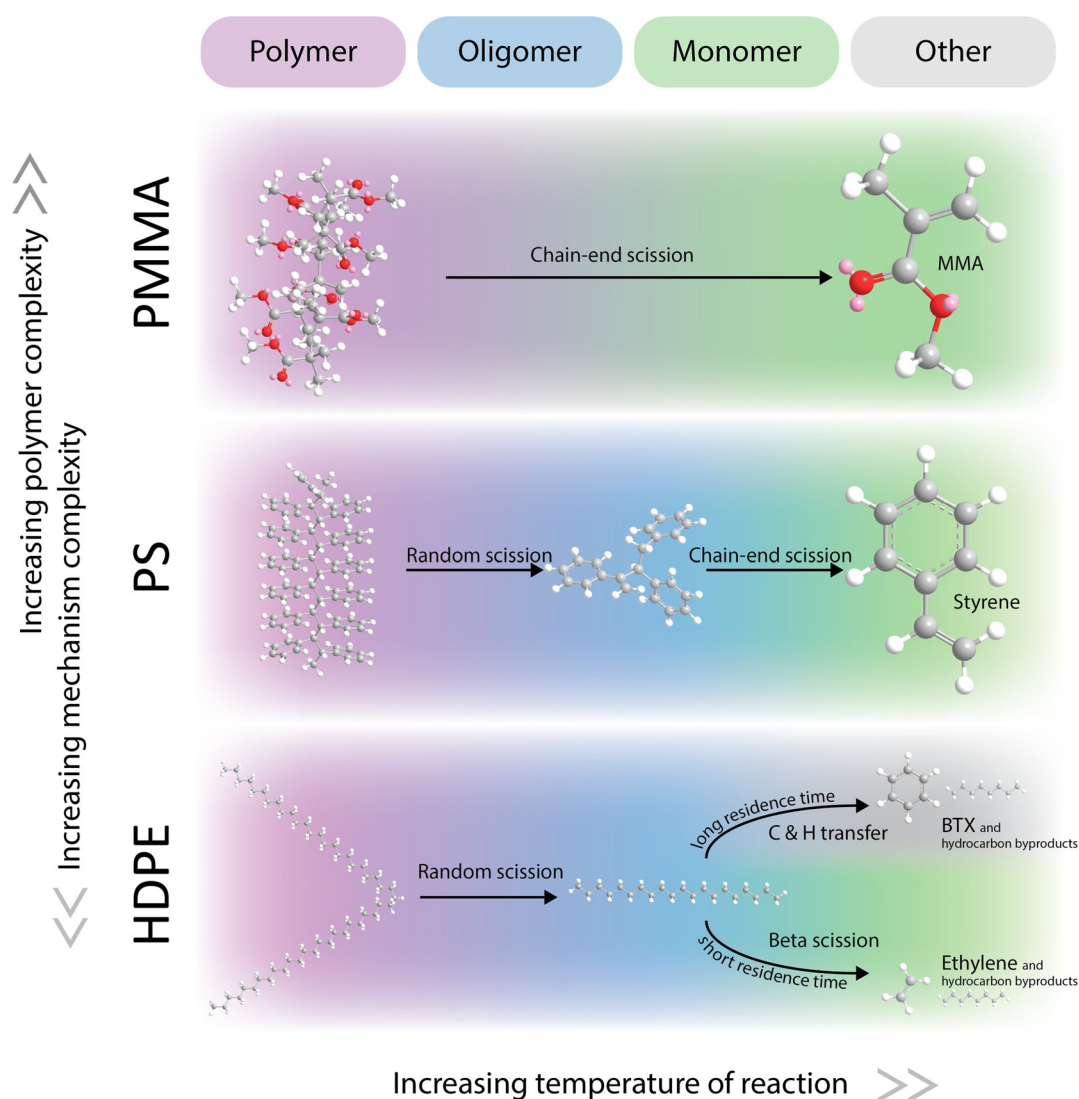 Polymer
Oligomer
Monomer
Other
Increasing polymer complexity
Increasing mechanism complexity
PMMA
Chain-end scission
MMA
PS
Random scission
Chain-end scission
Styrene
HDPE
Random scission
long residence time
C & H transfer
BTX and
hydrocarbon byproducts
Beta scission
short residence time
Ethylene and
hydrocarbon byproducts
Increasing temperature of reaction